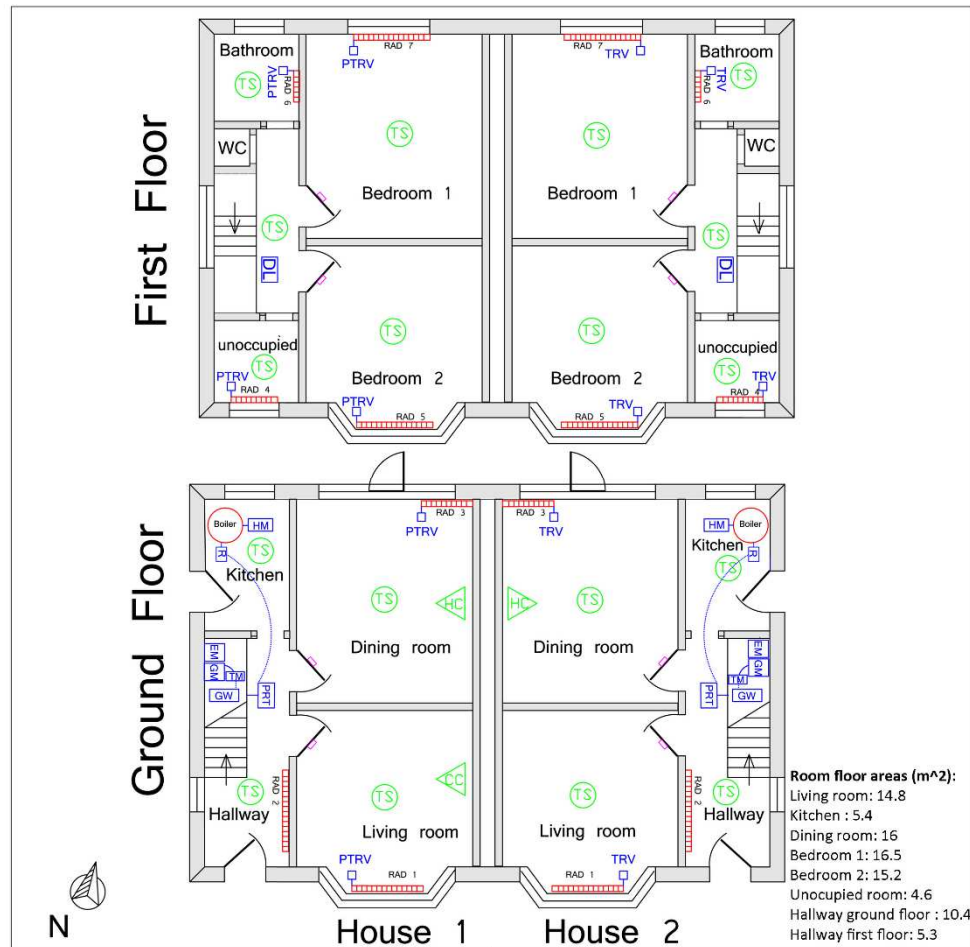 First Floor
Bathroom
TS
PTRV
RAD 6
RAD 7
PTRV
TS
Bedroom 1
WC
TS
DL
unoccupied
TS
PTRV
RAD 4
TS
Bedroom 2
PTRV
RAD 5
RAD 7
TRV
TS
Bedroom 1
Bathroom
TRV
RAD 6
TS
WC
TS
DL
TS
Bedroom 2
TRV
RAD 5
unoccupied
TS
TRV
RAD 4
Ground Floor
Boiler
HM
R
TS
Kitchen
RAD 3
PTRV
TS
HC
Dining room
EM
GM
TM
GW
PRT
TS
Hallway
RAD 2
TS
CC
Living room
PTRV
RAD 1
RAD 3
TRV
HC
TS
Dining room
HM
Boiler
R
Kitchen
TS
EM
GM
TM
GW
PRT
TS
Living room
TRV
RAD 1
RAD 2
TS
Hallway
N
House 1
House 2
Room floor areas (m^2):
Living room: 14.8
Kitchen : 5.4
Dining room: 16
Bedroom 1: 16.5
Bedroom 2: 15.2
Unocupied room: 4.6
Hallway ground floor : 10.4
Hallway first floor: 5.3